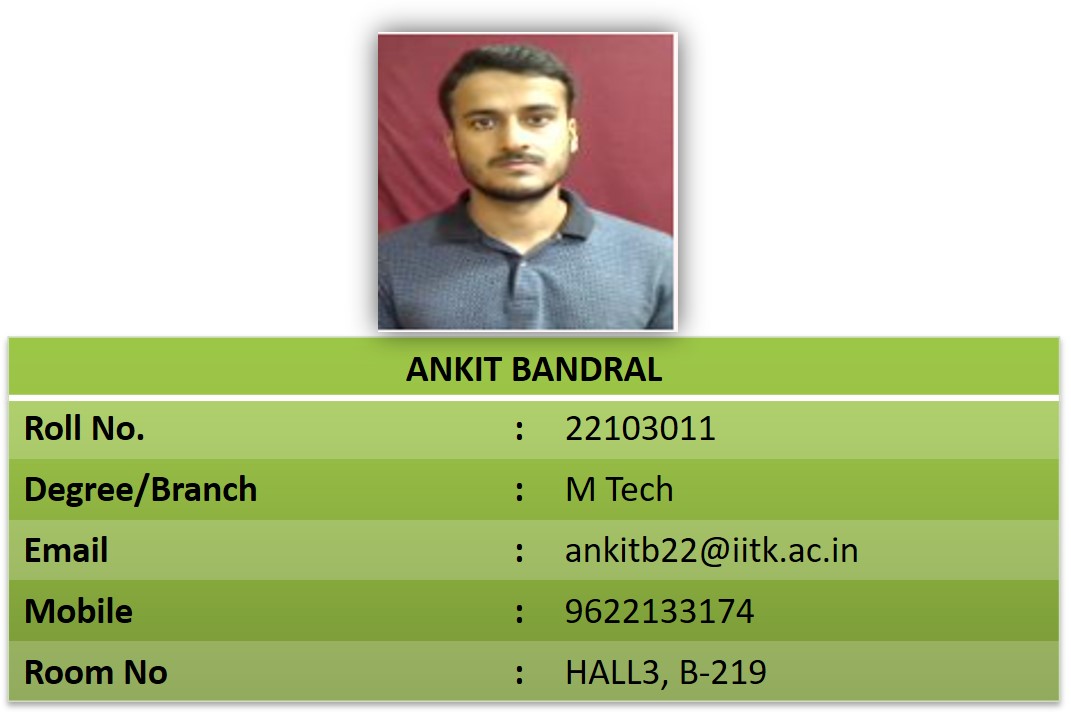 ANKIT BANDRAL
Roll No. : 22103011
Degree/Branch : M Tech
Email : ankitb22@iitk.ac.in
Mobile : 9622133174
Room No : HALL3, B-219